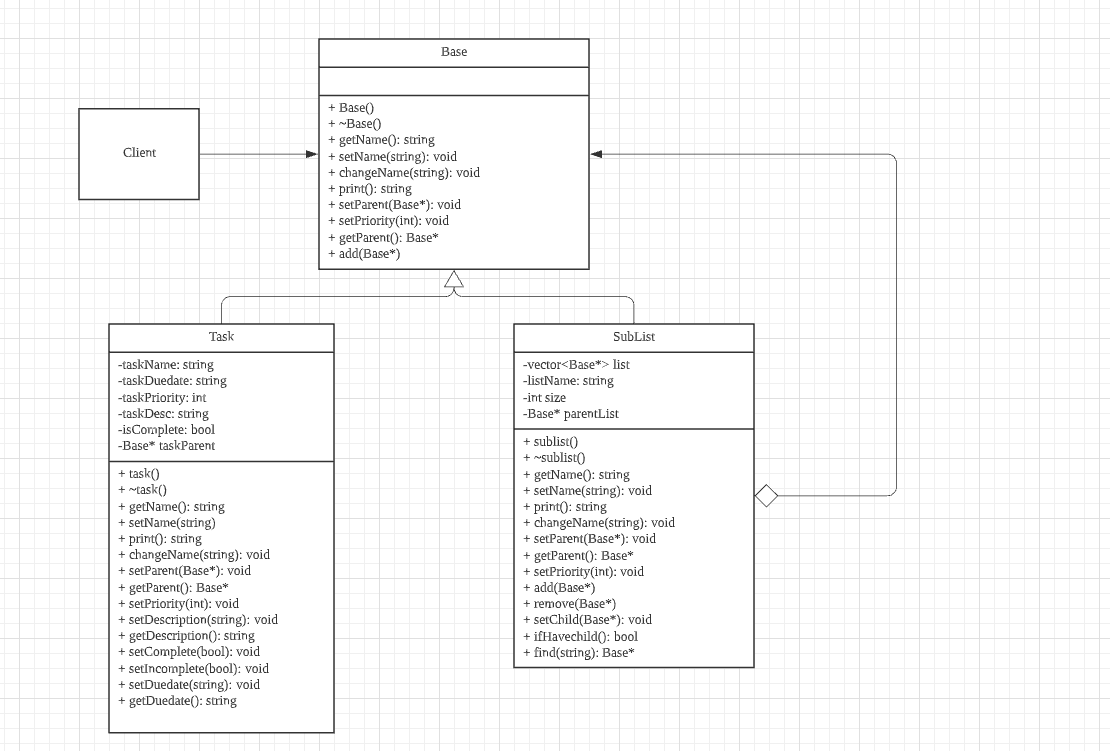 Base
+ Base()
+ ~Base()
+ getName(): string
+ setName(string): void
+ changeName(string): void
+ print(): string
+ setParent(Base*): void
+ setPriority(int): void
+ getParent(): Base*
+ add(Base*)
Client
Task
-taskName: string
-taskDuedate: string
-taskPriority: int
-taskDesc: string
-isComplete: bool
-Base* taskParent
+ task()
+ ~task()
+ getName(): string
+ setName(string)
+ print(): string
+ changeName(string): void
+ setParent(Base*): void
+ getParent(): Base*
+ setPriority(int): void
+ setDescription(string): void
+ getDescription(): string
+ setComplete(bool): void
+ setIncomplete(bool): void
+ setDuedate(string): void
+ getDuedate(): string
SubList
-vector<Base*> list
-listName: string
-int size
-Base* parentList
+ sublist()
+ ~sublist()
+ getName(): string
+ setName(string): void
+ print(): string
+ changeName(string): void
+ setParent(Base*): void
+ getParent(): Base*
+ setPriority(int): void
+ add(Base*)
+ remove(Base*)
+ setChild(Base*): void
+ ifHavechild(): bool
+ find(string): Base*